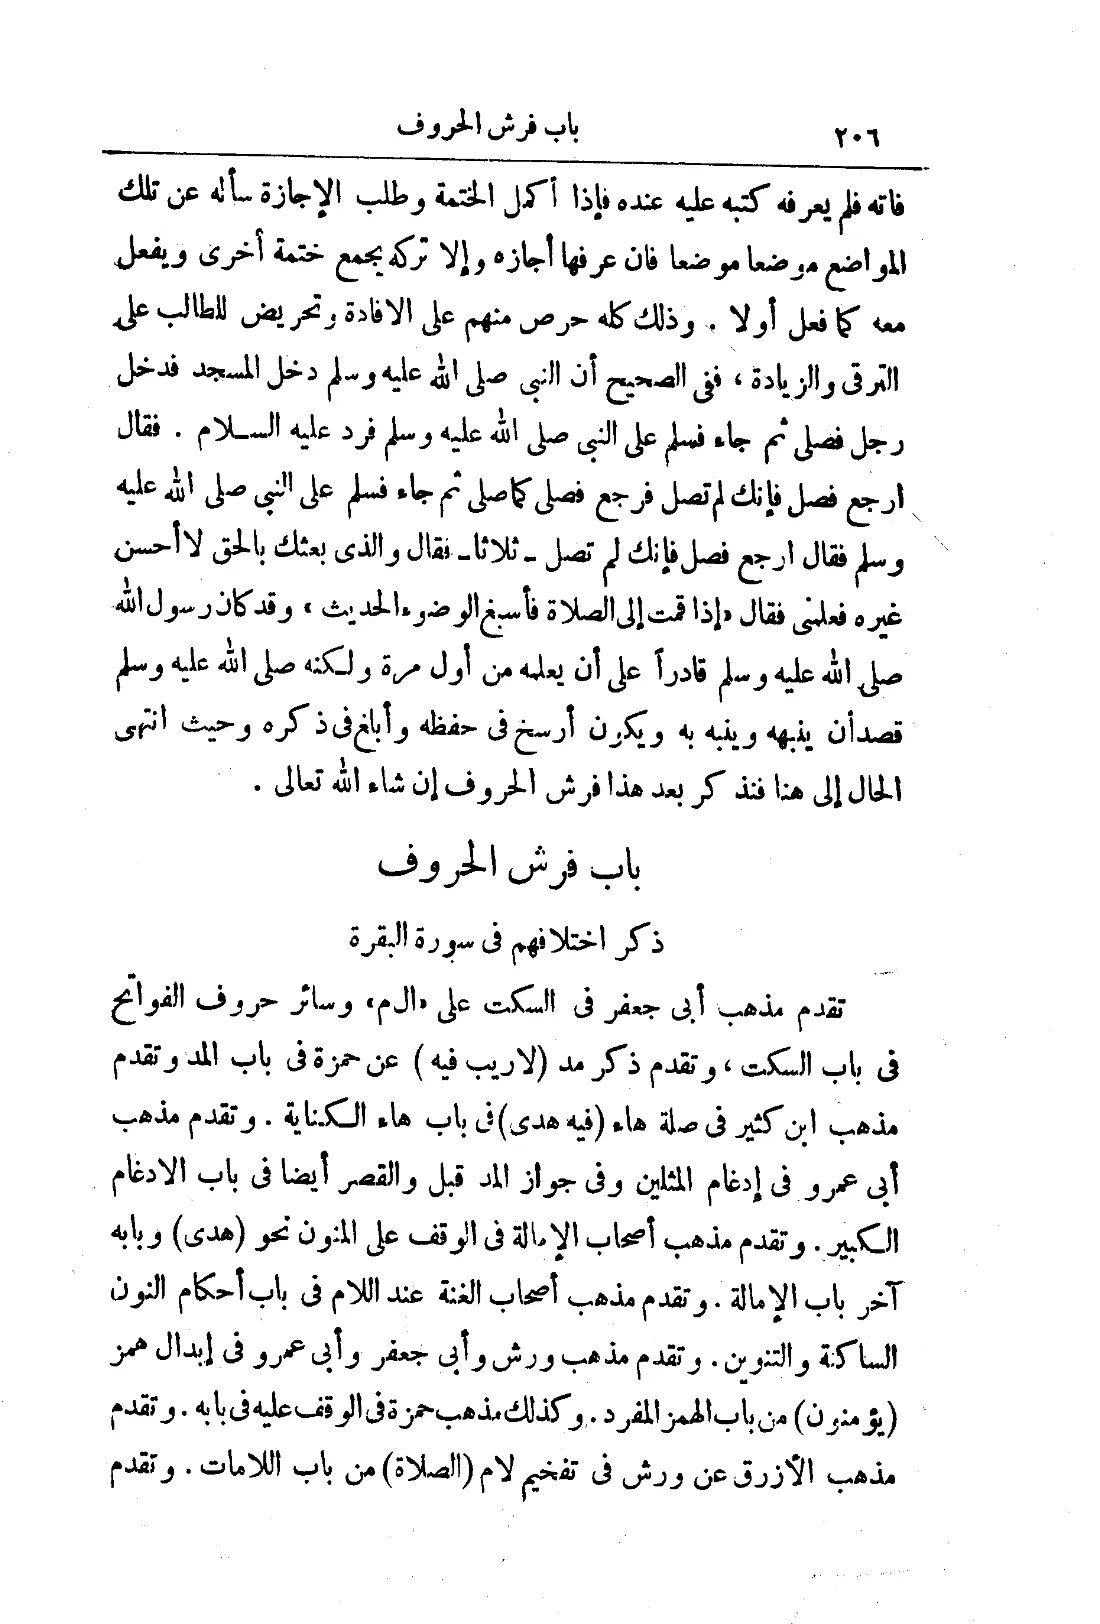 ٢٠٦ باب فرش الحروف
فاته فلم يعرفه كتبه عليه عنده فإذا أكمل الختمة وطلب الإجازة سأله عن تلك
المواضع موضعا موضعا فان عرفها أجازه وإلا تركه يجمع ختمة أخرى ويفعل
معه كما فعل أولا . وذلك كله حرص منهم على الافادة وتحريض للطالب على
الترقى والزيادة ، ففى الصحيح أن النبى صلى الله عليه وسلم دخل المسجد فدخل
رجل فصلى ثم جاء فسلم على النبى صلى الله عليه وسلم فرد عليه السلام . فقال
ارجع فصل فإنك لم تصل فرجع فصلى كما صلى ثم جاء فسلم على النبى صلى الله عليه
وسلم فقال ارجع فصل فإنك لم تصل ـ ثلاثا ـ فقال والذى بعثك بالحق لا أحسن
غيره فعلمنى فقال «إذا قمت إلى الصلاة فأسبغ الوضوء الحديث» وقد كان رسول الله
صلى الله عليه وسلم قادراً على أن يعلمه من أول مرة ولكنه صلى الله عليه وسلم
قصد أن ينبهه وينبه به ويكون أرسخ فى حفظه وأبلغ فى ذكره وحيث انتهى
الحال إلى هنا فنذكر بعد هذا فرش الحروف إن شاء الله تعالى .
باب فرش الحروف
ذكر اختلافهم فى سورة البقرة
تقدم مذهب أبى جعفر فى السكت على «الم» وسائر حروف الفواتح
فى باب السكت ، وتقدم ذكر مد (لاريب فيه) عن حمزة فى باب المد وتقدم
مذهب ابن كثير فى صلة هاء (فيه هدى) فى باب هاء الكناية . وتقدم مذهب
أبى عمرو فى إدغام المثلين وفى جواز المد قبل والقصر أيضا فى باب الادغام
الكبير . وتقدم مذهب أصحاب الإمالة فى الوقف على المنون نحو (هدى) وبابه
آخر باب الإمالة . وتقدم مذهب أصحاب الغنة عند اللام فى باب أحكام النون
الساكنة والتنوين . وتقدم مذهب ورش وأبى جعفر وأبى عمرو فى إبدال همز
(يؤمنون) من باب الهمز المفرد . وكذلك مذهب حمزة فى الوقف عليه فى بابه . وتقدم
مذهب الأزرق عن ورش فى تفخيم لام (الصلاة) من باب اللامات . وتقدم